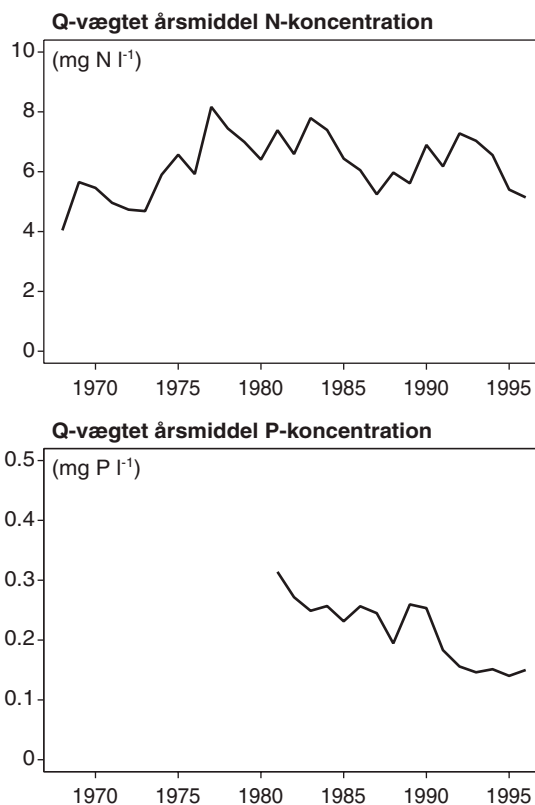 Q-vægtet årsmiddel N-koncentration
(mg N l⁻¹)
10
8
6
4
2
0
1970 1975 1980 1985 1990 1995
Q-vægtet årsmiddel P-koncentration
(mg P l⁻¹)
0.5
0.4
0.3
0.2
0.1
0
1970 1975 1980 1985 1990 1995